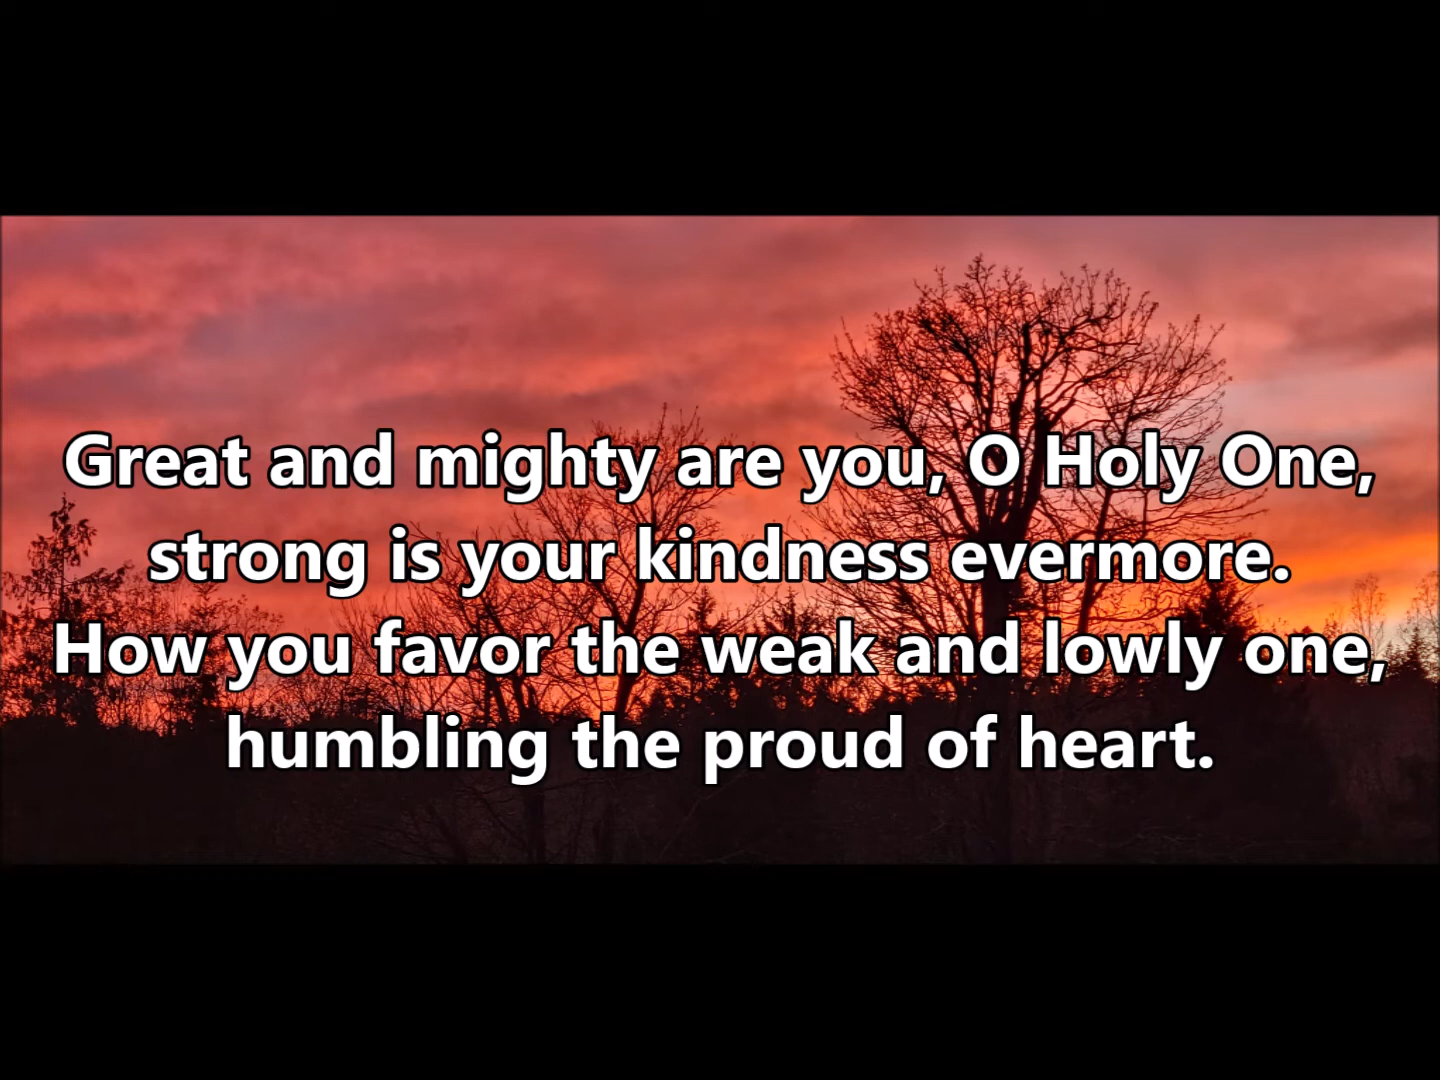 Great and mighty are you, O Holy One,
strong is your kindness evermore.
How you favor the weak and lowly one,
humbling the proud of heart.